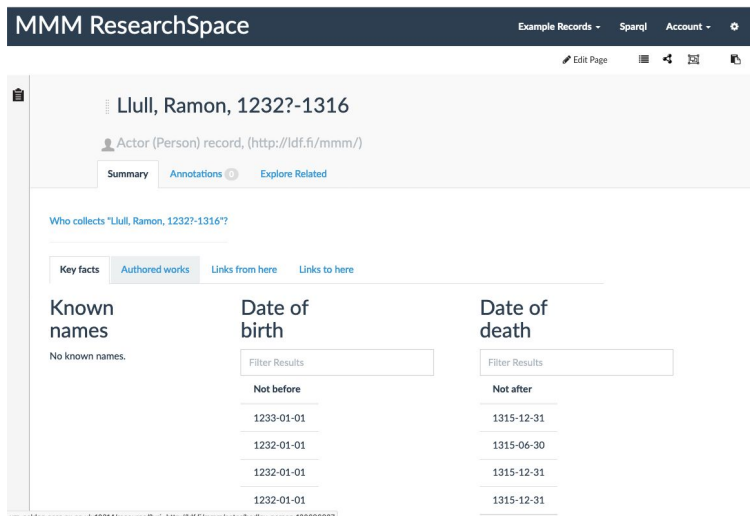 MMM ResearchSpace
Example Records Sparql Account
Edit Page
Llull, Ramon, 1232?-1316
Actor (Person) record, (http://ldf.fi/mmm/)
Summary Annotations 0 Explore Related
Who collects "Llull, Ramon, 1232?-1316"?
Key facts Authored works Links from here Links to here
Known names
Date of birth
Date of death
No known names.
Filter Results Filter Results
Not before Not after
1233-01-01 1315-12-31
1232-01-01 1315-06-30
1232-01-01 1315-12-31
1232-01-01 1315-12-31